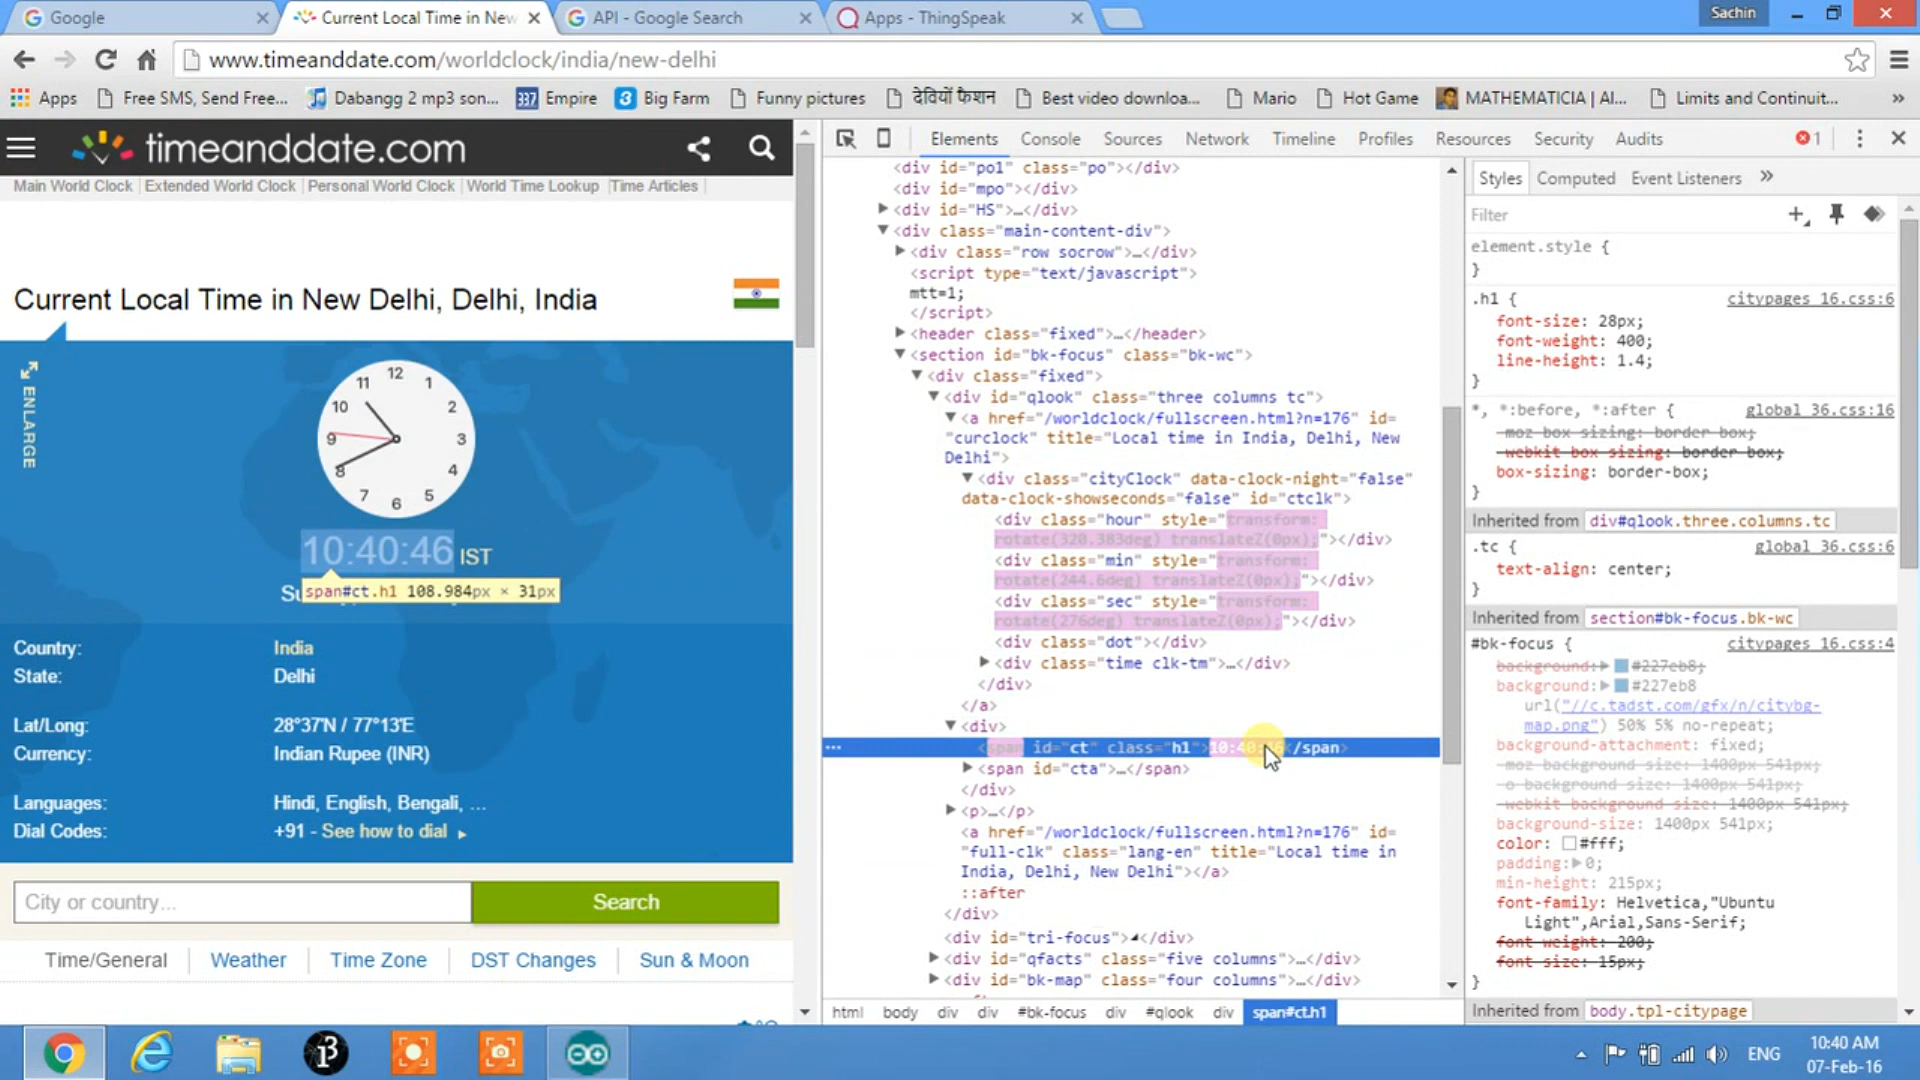 Google
Current Local Time in New
API - Google Search
Apps - ThingSpeak
Sachin
www.timeanddate.com/worldclock/india/new-delhi
Apps
Free SMS, Send Free...
Dabangg 2 mp3 son...
Empire
Big Farm
Funny pictures
देवियों फैशन
Best video downloa...
Mario
Hot Game
MATHEMATICIA | Al...
Limits and Continuit...
»
timeanddate.com
Main World Clock
Extended World Clock
Personal World Clock
World Time Lookup
Time Articles
Current Local Time in New Delhi, Delhi, India
ENLARGE
12
1
2
3
4
5
6
7
8
9
10
11
10:40:46 IST
span#ct.h1 108.984px × 31px
Country: India
State: Delhi
Lat/Long: 28°37'N / 77°13'E
Currency: Indian Rupee (INR)
Languages: Hindi, English, Bengali, ...
Dial Codes: +91 - See how to dial
City or country...
Search
Time/General
Weather
Time Zone
DST Changes
Sun & Moon
Elements
Console
Sources
Network
Timeline
Profiles
Resources
Security
Audits
1
<div id="po1" class="po"></div>
<div id="mpo"></div>
<div id="HS">…</div>
<div class="main-content-div">
<div class="row socrow">…</div>
<script type="text/javascript">
mtt=1;
</script>
<header class="fixed">…</header>
<section id="bk-focus" class="bk-wc">
<div class="fixed">
<div id="qlook" class="three columns tc">
<a href="/worldclock/fullscreen.html?n=176" id=
"curclock" title="Local time in India, Delhi, New
Delhi">
<div class="cityClock" data-clock-night="false"
data-clock-showseconds="false" id="ctclk">
<div class="hour" style="transform:
rotate(320.383deg) translateZ(0px);"></div>
<div class="min" style="transform:
rotate(244.6deg) translateZ(0px);"></div>
<div class="sec" style="transform:
rotate(276deg) translateZ(0px);"></div>
<div class="dot"></div>
<div class="time clk-tm">…</div>
</div>
</a>
<div>
<span id="ct" class="h1">10:40:46</span>
<span id="cta">…</span>
</div>
<p>…</p>
<a href="/worldclock/fullscreen.html?n=176" id=
"full-clk" class="lang-en" title="Local time in
India, Delhi, New Delhi"></a>
::after
</div>
<div id="tri-focus"></div>
<div id="qfacts" class="five columns">…</div>
<div id="bk-map" class="four columns">…</div>
html
body
div
div
#bk-focus
div
#qlook
div
span#ct.h1
Styles
Computed
Event Listeners
»
Filter
element.style {
}
.h1 { citypages_16.css:6
font-size: 28px;
font-weight: 400;
line-height: 1.4;
}
*, *:before, *:after { global_36.css:16
-moz-box-sizing: border-box;
-webkit-box-sizing: border-box;
box-sizing: border-box;
}
Inherited from div#qlook.three.columns.tc
.tc { global_36.css:6
text-align: center;
}
Inherited from section#bk-focus.bk-wc
#bk-focus { citypages_16.css:4
background: #227eb8;
background: #227eb8
url("//c.tadst.com/gfx/n/citybg-
map.png") 50% 5% no-repeat;
background-attachment: fixed;
-moz-background-size: 1400px 541px;
-o-background-size: 1400px 541px;
-webkit-background-size: 1400px 541px;
background-size: 1400px 541px;
color: #fff;
padding: 0;
min-height: 215px;
font-family: Helvetica,"Ubuntu
Light",Arial,Sans-Serif;
font-weight: 200;
font-size: 15px;
}
Inherited from body.tpl-citypage
ENG
10:40 AM
07-Feb-16